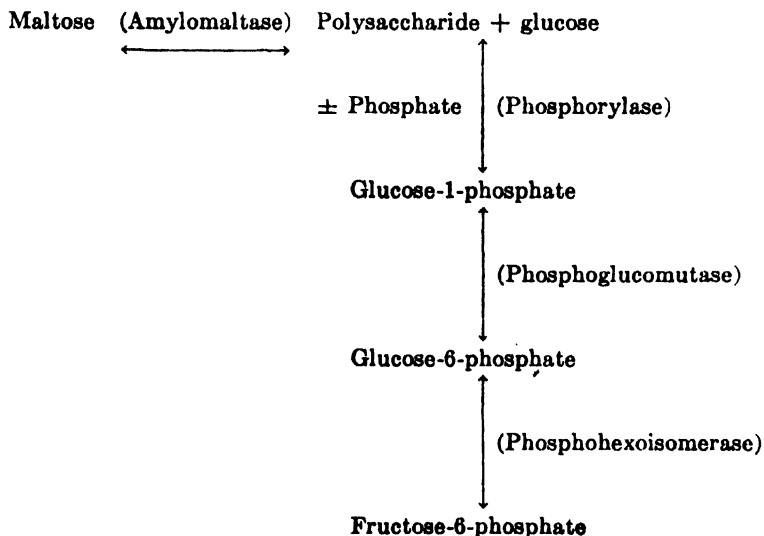 Maltose (Amylomaltase) Polysaccharide + glucose
± Phosphate (Phosphorylase)
Glucose-1-phosphate
(Phosphoglucomutase)
Glucose-6-phosphate
(Phosphohexoisomerase)
Fructose-6-phosphate